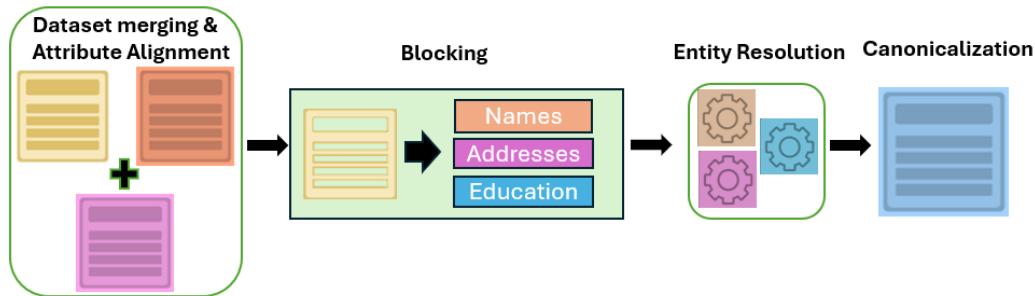 Dataset merging &
Attribute Alignment
Blocking
Names
Addresses
Education
Entity Resolution
Canonicalization